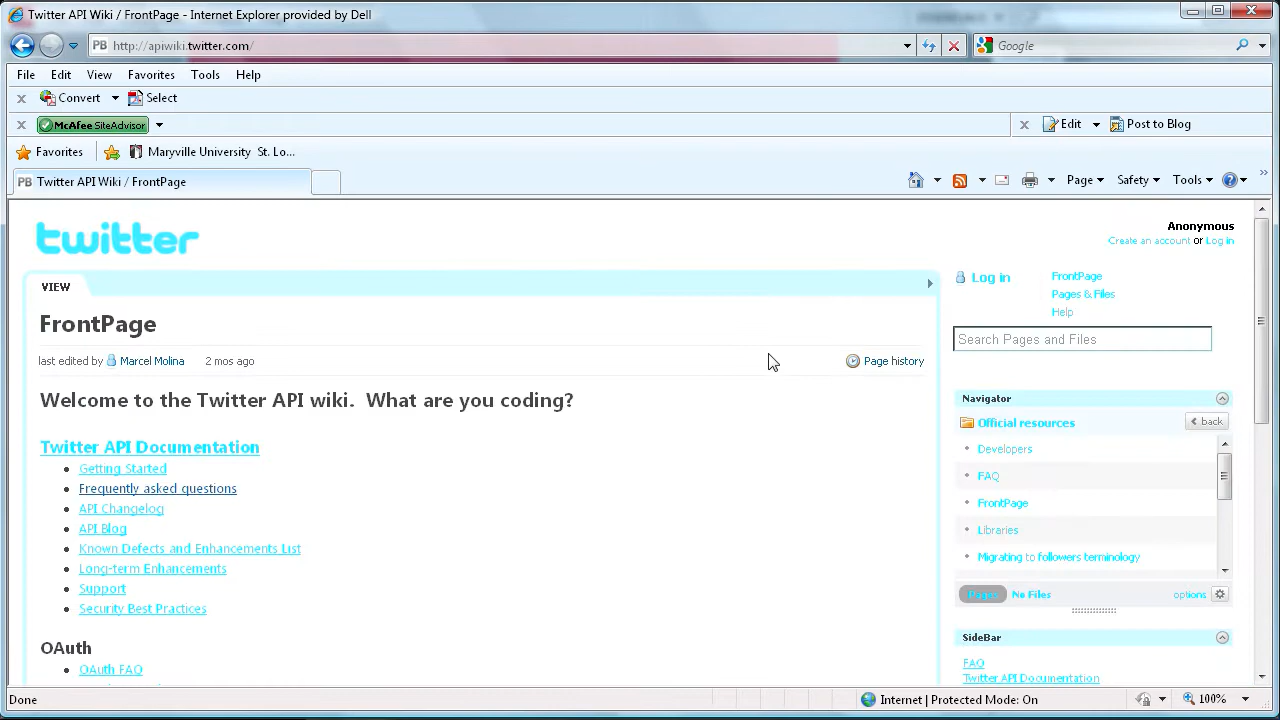 Twitter API Wiki / FrontPage - Internet Explorer provided by Dell
PB http://apiwiki.twitter.com/
Google
File Edit View Favorites Tools Help
Convert Select
McAfee SiteAdvisor
Edit Post to Blog
Favorites Maryville University St. Lo...
PB Twitter API Wiki / FrontPage
Page Safety Tools
twitter
Anonymous
Create an account or Log in
VIEW
Log in
FrontPage
Pages & Files
Help
FrontPage
Search Pages and Files
last edited by Marcel Molina 2 mos ago
Page history
Welcome to the Twitter API wiki. What are you coding?
Twitter API Documentation
Getting Started
Frequently asked questions
API Changelog
API Blog
Known Defects and Enhancements List
Long-term Enhancements
Support
Security Best Practices
OAuth
OAuth FAQ
Navigator
Official resources
back
Developers
FAQ
FrontPage
Libraries
Migrating to followers terminology
Pages No Files options
SideBar
FAQ
Twitter API Documentation
Done
Internet | Protected Mode: On
100%